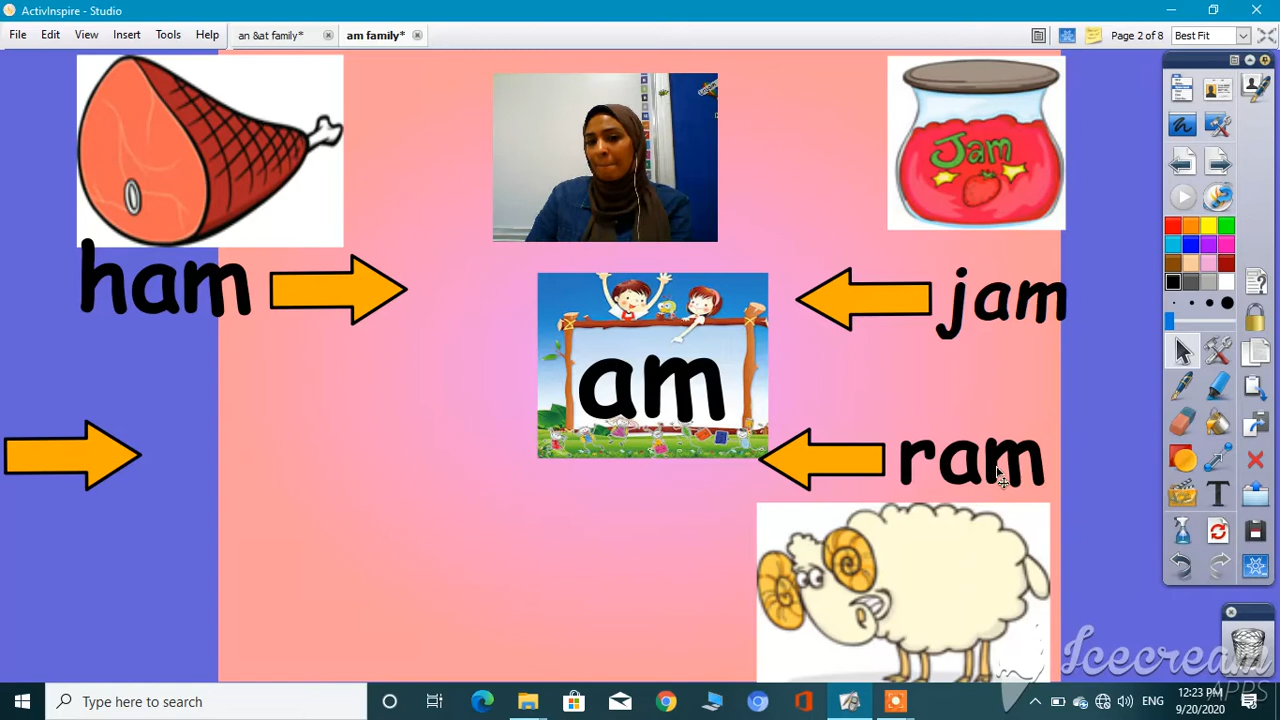 ActivInspire - Studio
File Edit View Insert Tools Help
an &at family*
am family*
Page 2 of 8
Best Fit
Jam
ham
jam
am
ram
Icecream
APPS
Type here to search
ENG
12:23 PM
9/20/2020